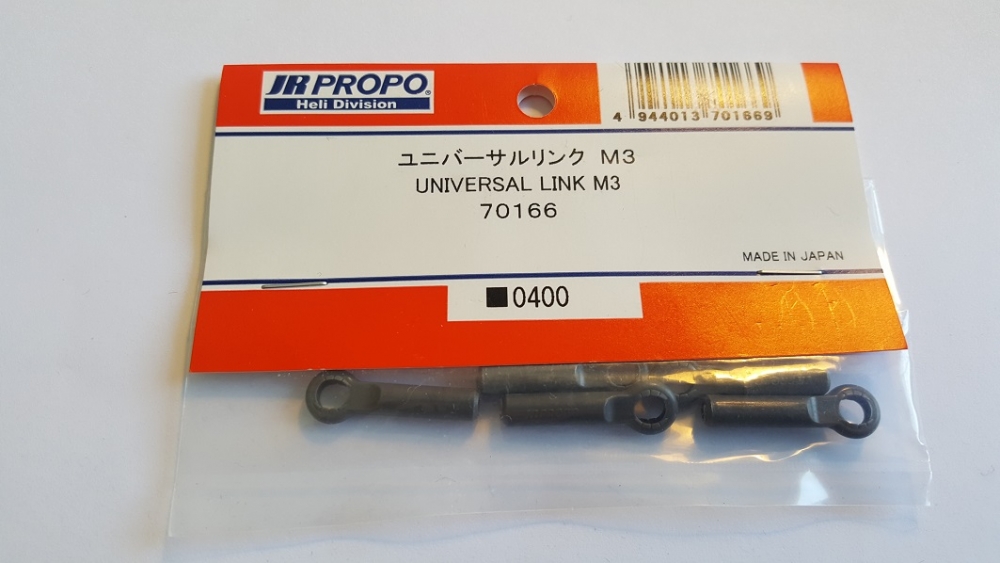 JR PROPO®
Heli Division
4 944013 701669
ユニバーサルリンク M3
UNIVERSAL LINK M3
70166
MADE IN JAPAN
■0400